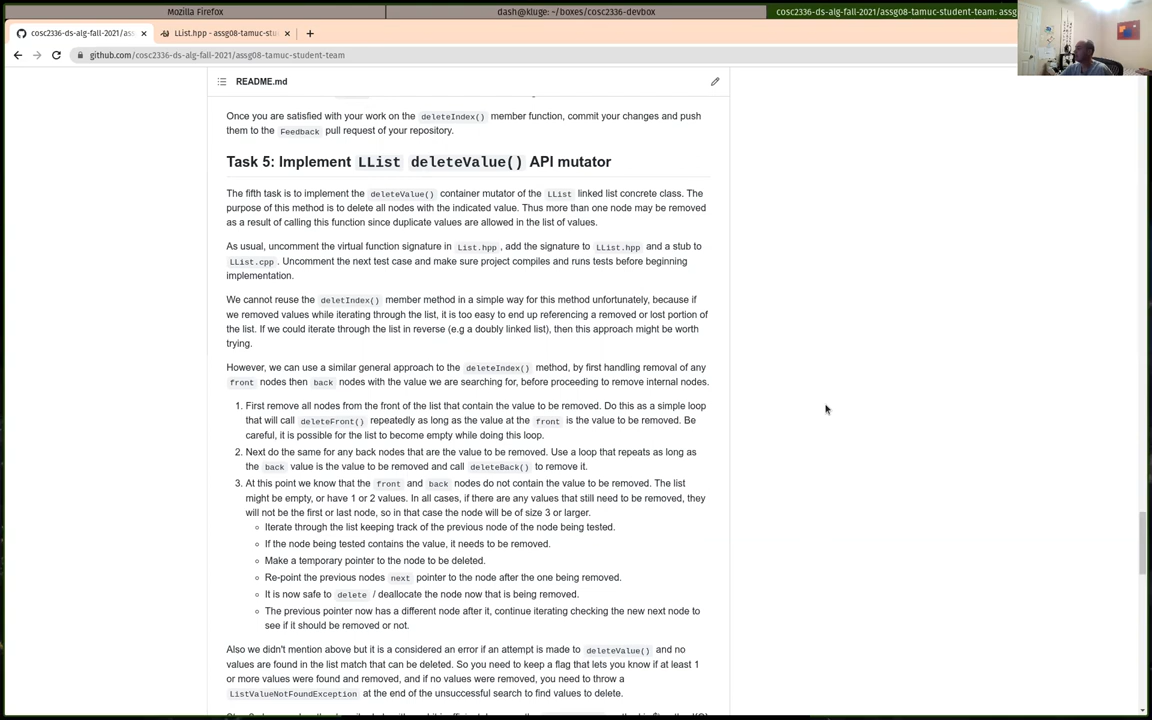 Mozilla Firefox
dash@kluge: ~/boxes/cosc2336-devbox
cosc2336-ds-alg-fall-2021/assg08-tamuc-student-team: assg
cosc2336-ds-alg-fall-2021/ass
LList.hpp - assg08-tamuc-stu
github.com/cosc2336-ds-alg-fall-2021/assg08-tamuc-student-team
README.md
Once you are satisfied with your work on the deleteIndex() member function, commit your changes and push
them to the Feedback pull request of your repository.
Task 5: Implement LList deleteValue() API mutator
The fifth task is to implement the deleteValue() container mutator of the LList linked list concrete class. The
purpose of this method is to delete all nodes with the indicated value. Thus more than one node may be removed
as a result of calling this function since duplicate values are allowed in the list of values.
As usual, uncomment the virtual function signature in List.hpp, add the signature to LList.hpp and a stub to
LList.cpp. Uncomment the next test case and make sure project compiles and runs tests before beginning
implementation.
We cannot reuse the deletIndex() member method in a simple way for this method unfortunately, because if
we removed values while iterating through the list, it is too easy to end up referencing a removed or lost portion of
the list. If we could iterate through the list in reverse (e.g a doubly linked list), then this approach might be worth
trying.
However, we can use a similar general approach to the deleteIndex() method, by first handling removal of any
front nodes then back nodes with the value we are searching for, before proceeding to remove internal nodes.
1. First remove all nodes from the front of the list that contain the value to be removed. Do this as a simple loop
that will call deleteFront() repeatedly as long as the value at the front is the value to be removed. Be
careful, it is possible for the list to become empty while doing this loop.
2. Next do the same for any back nodes that are the value to be removed. Use a loop that repeats as long as
the back value is the value to be removed and call deleteBack() to remove it.
3. At this point we know that the front and back nodes do not contain the value to be removed. The list
might be empty, or have 1 or 2 values. In all cases, if there are any values that still need to be removed, they
will not be the first or last node, so in that case the node will be of size 3 or larger.
Iterate through the list keeping track of the previous node of the node being tested.
If the node being tested contains the value, it needs to be removed.
Make a temporary pointer to the node to be deleted.
Re-point the previous nodes next pointer to the node after the one being removed.
It is now safe to delete / deallocate the node now that is being removed.
The previous pointer now has a different node after it, continue iterating checking the new next node to
see if it should be removed or not.
Also we didn't mention above but it is a considered an error if an attempt is made to deleteValue() and no
values are found in the list match that can be deleted. So you need to keep a flag that lets you know if at least 1
or more values were found and removed, and if no values were removed, you need to throw a
ListValueNotFoundException at the end of the unsuccessful search to find values to delete.